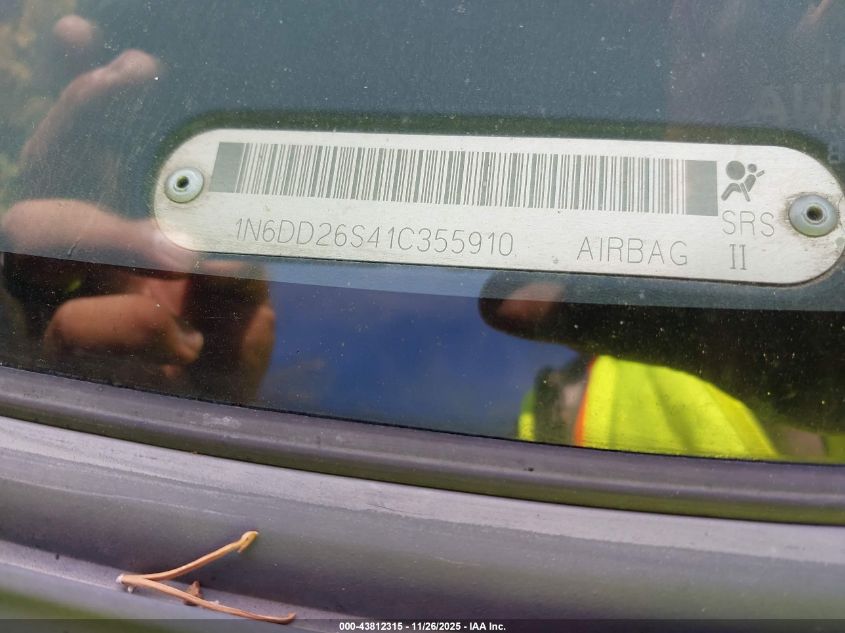 1N6DD26S41C355910
AIRBAG
SRS
II
000-43812315 - 11/26/2025 - IAA Inc.